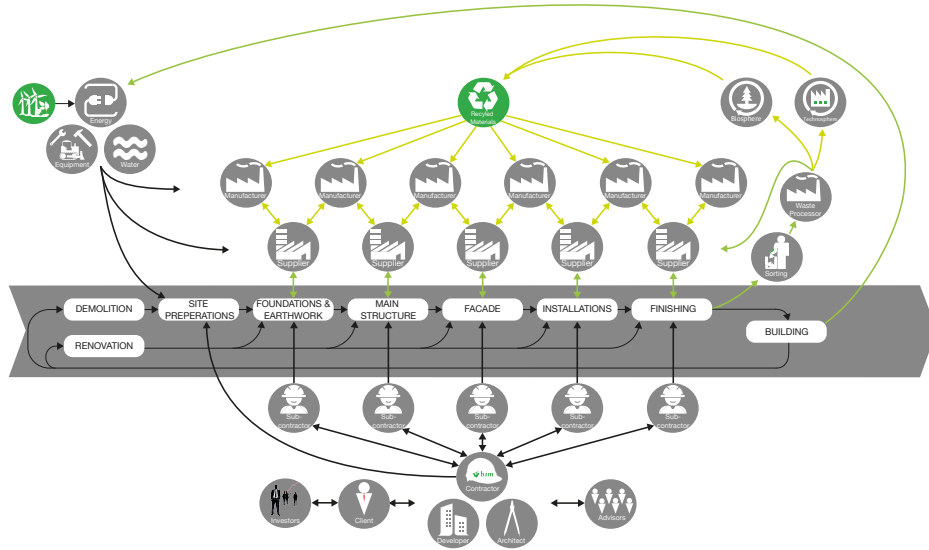 Energy
Equipment
Water
Recyled
Materials
Biosphere
Technosphere
Manufacturer
Manufacturer
Manufacturer
Manufacturer
Manufacturer
Manufacturer
Waste
Processor
Supplier
Supplier
Supplier
Supplier
Supplier
Sorting
DEMOLITION
SITE
PREPERATIONS
FOUNDATIONS &
EARTHWORK
MAIN
STRUCTURE
FACADE
INSTALLATIONS
FINISHING
BUILDING
RENOVATION
Sub-
contractor
Sub-
contractor
Sub-
contractor
Sub-
contractor
Sub-
contractor
bam
Contractor
Investors
Client
Developer
Architect
Advisors